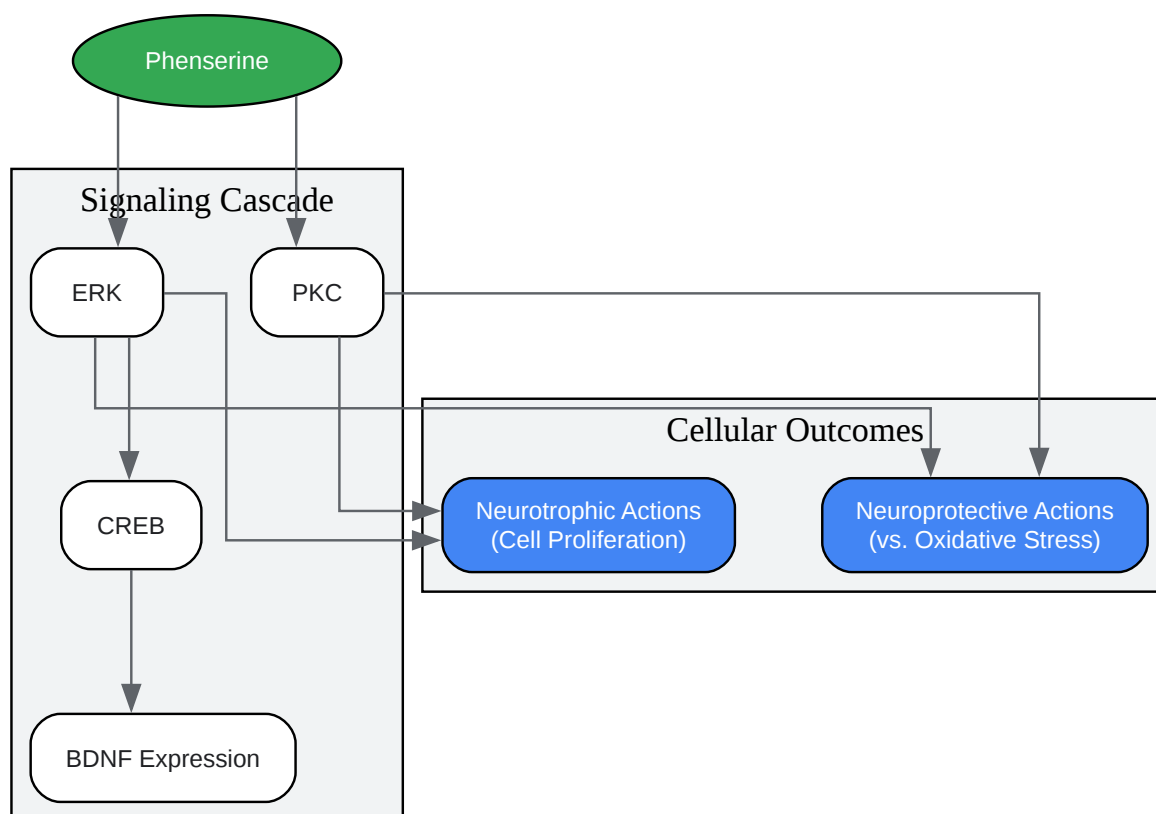 Phenserine
Signaling Cascade
ERK
PKC
Cellular Outcomes
CREB
Neurotrophic Actions
(Cell Proliferation)
Neuroprotective Actions
(vs. Oxidative Stress)
BDNF Expression